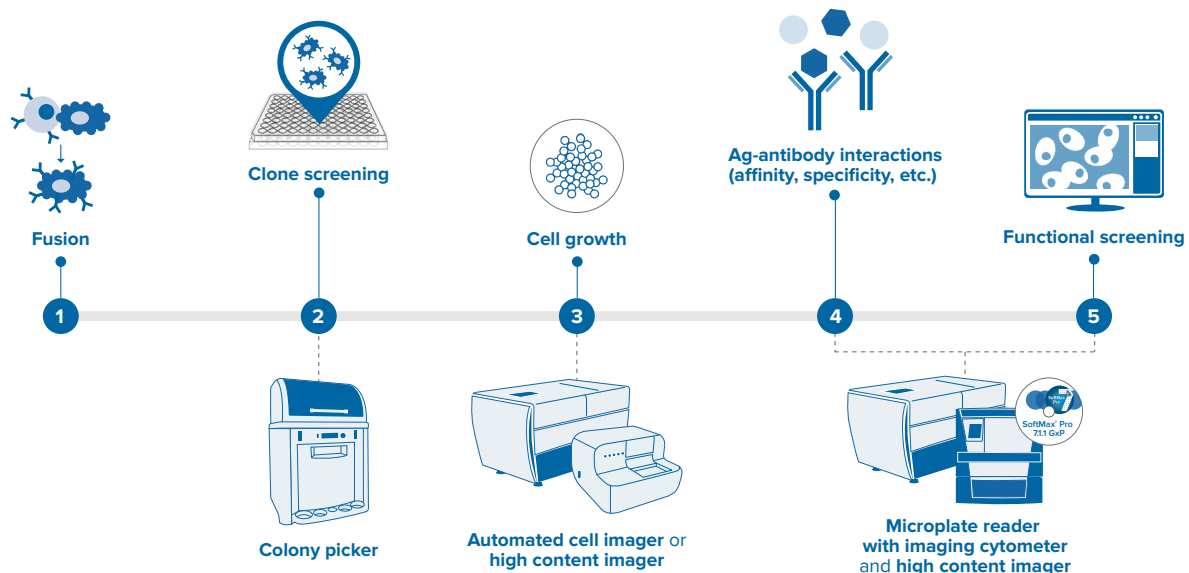 Fusion
Clone screening
Cell growth
Ag-antibody interactions
(affinity, specificity, etc.)
Functional screening
1
2
3
4
5
Colony picker
Automated cell imager or
high content imager
SoftMax
Pro
SoftMax® Pro
7.1.1 GxP
Microplate reader
with imaging cytometer
and high content imager